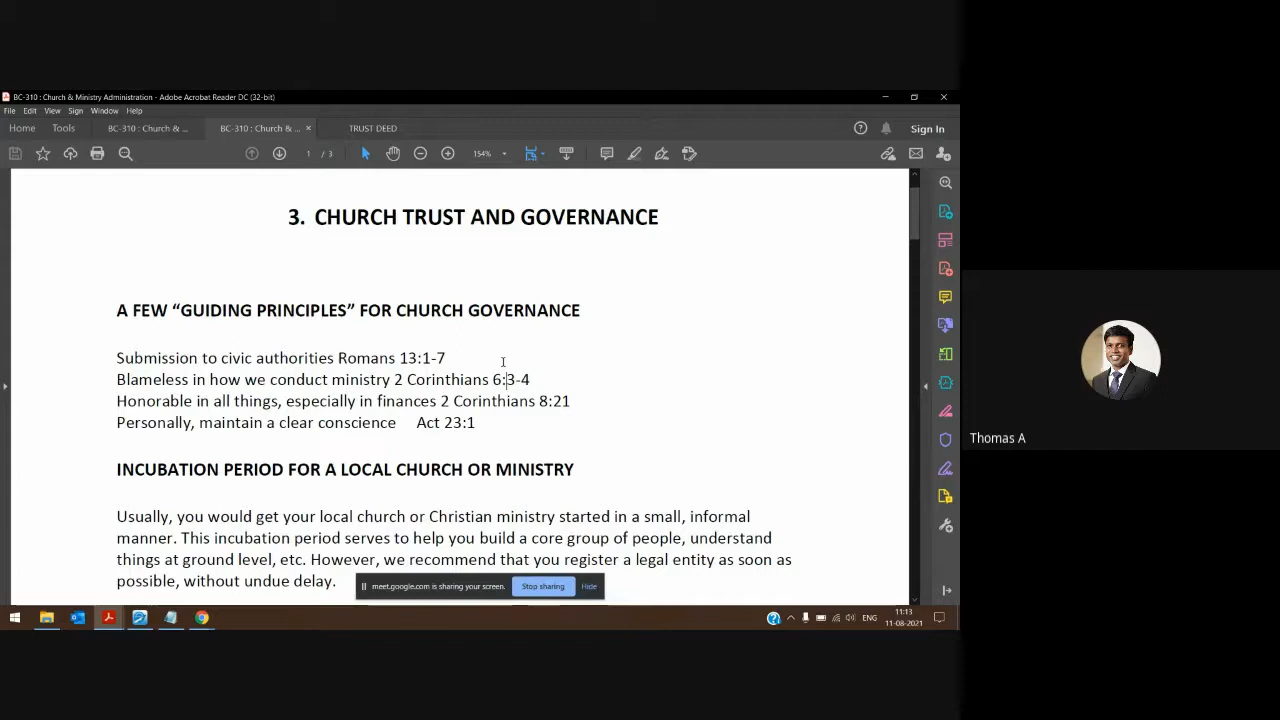 BC-310 : Church & Ministry Administration - Adobe Acrobat Reader DC (32-bit)
File Edit View Sign Window Help
Home Tools BC-310 : Church & ... BC-310 : Church & ... × TRUST DEED Sign In
1 / 3 154%
3. CHURCH TRUST AND GOVERNANCE
A FEW “GUIDING PRINCIPLES” FOR CHURCH GOVERNANCE
Submission to civic authorities Romans 13:1-7
Blameless in how we conduct ministry 2 Corinthians 6:3-4
Honorable in all things, especially in finances 2 Corinthians 8:21
Personally, maintain a clear conscience Act 23:1
INCUBATION PERIOD FOR A LOCAL CHURCH OR MINISTRY
Usually, you would get your local church or Christian ministry started in a small, informal
manner. This incubation period serves to help you build a core group of people, understand
things at ground level, etc. However, we recommend that you register a legal entity as soon as
possible, without undue delay.
meet.google.com is sharing your screen. Stop sharing Hide
ENG 11:13
11-08-2021
Thomas A